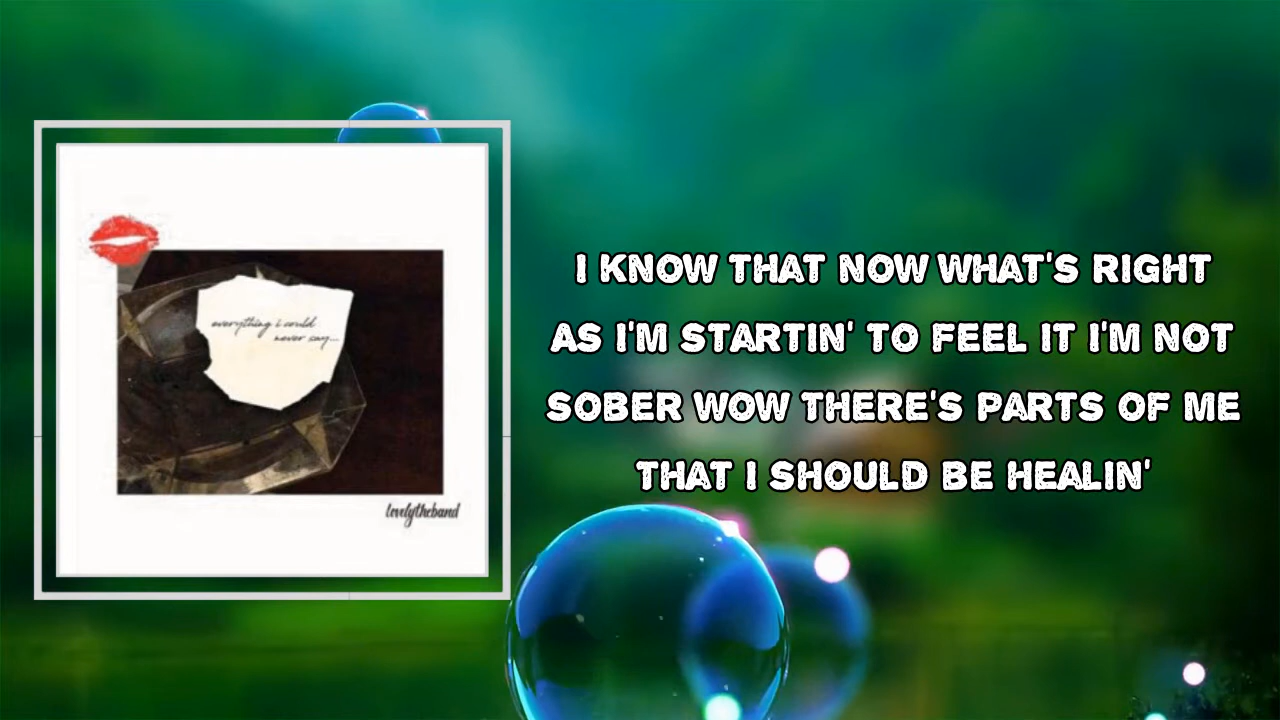 everything i could
never say...
lovelytheband
I KNOW THAT NOW WHAT'S RIGHT
AS I'M STARTIN' TO FEEL IT I'M NOT
SOBER WOW THERE'S PARTS OF ME
THAT I SHOULD BE HEALIN'